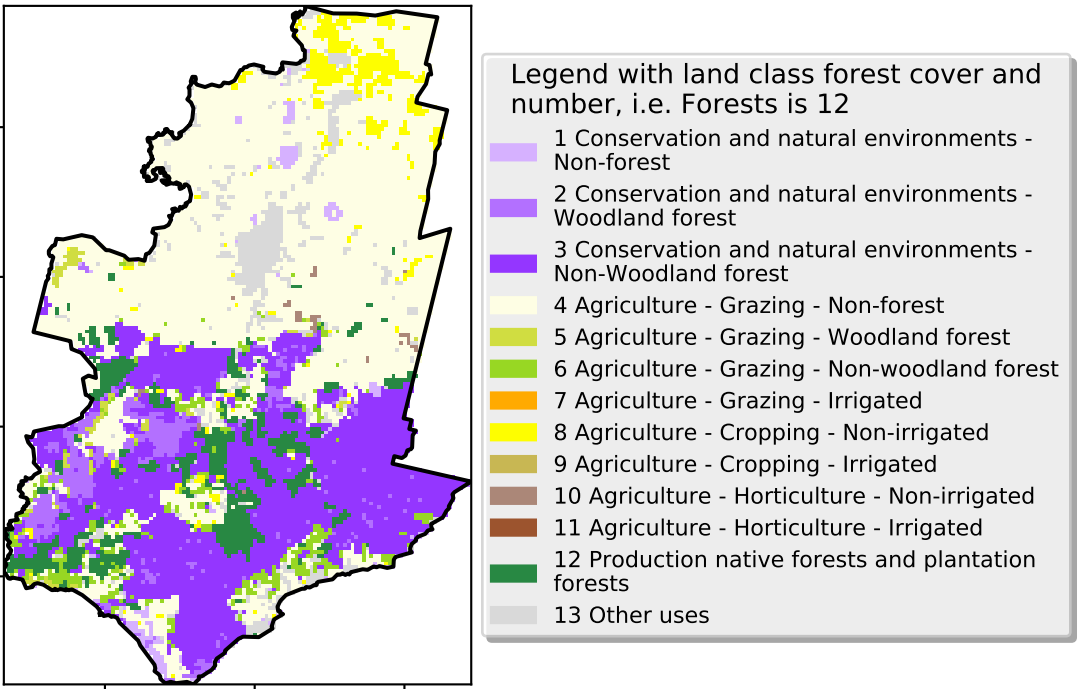 Legend with land class forest cover and
number, i.e. Forests is 12
1 Conservation and natural environments -
Non-forest
2 Conservation and natural environments -
Woodland forest
3 Conservation and natural environments -
Non-Woodland forest
4 Agriculture - Grazing - Non-forest
5 Agriculture - Grazing - Woodland forest
6 Agriculture - Grazing - Non-woodland forest
7 Agriculture - Grazing - Irrigated
8 Agriculture - Cropping - Non-irrigated
9 Agriculture - Cropping - Irrigated
10 Agriculture - Horticulture - Non-irrigated
11 Agriculture - Horticulture - Irrigated
12 Production native forests and plantation
forests
13 Other uses